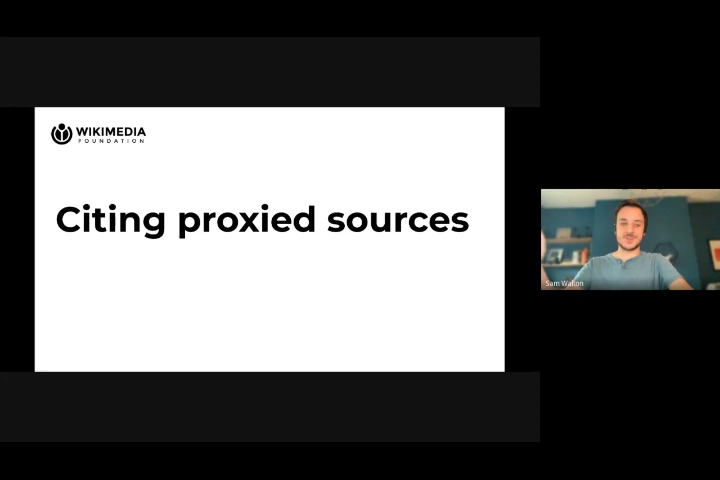 WIKIMEDIA
FOUNDATION
Citing proxied sources
Sam Walton